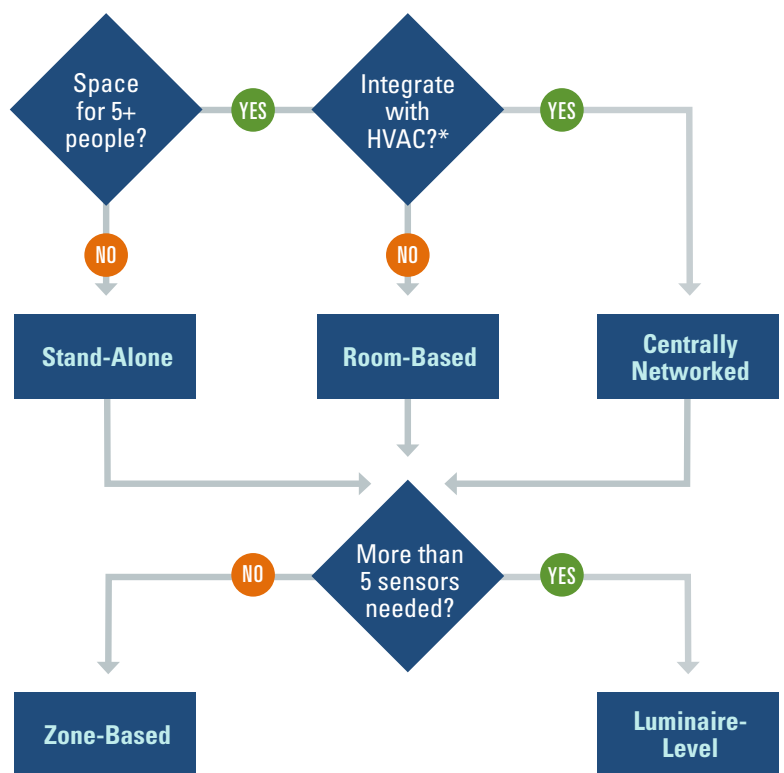 Space
for 5+
people?
YES
Integrate
with
HVAC?*
YES
NO
NO
Stand-Alone
Room-Based
Centrally
Networked
More than
5 sensors
needed?
NO
YES
Zone-Based
Luminaire-
Level